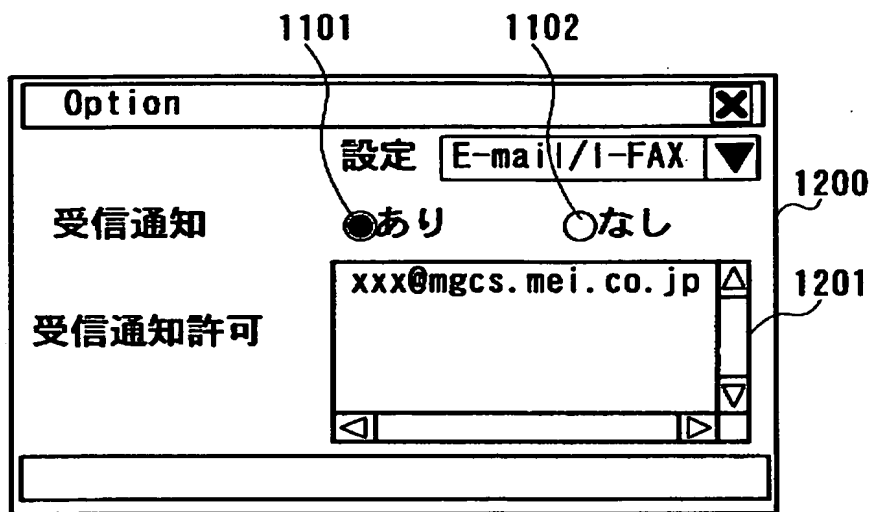 1101 1102
Option
設定 E-mail/I-FAX
1200
受信通知 あり なし
xxx@mgcs.mei.co.jp
1201
受信通知許可